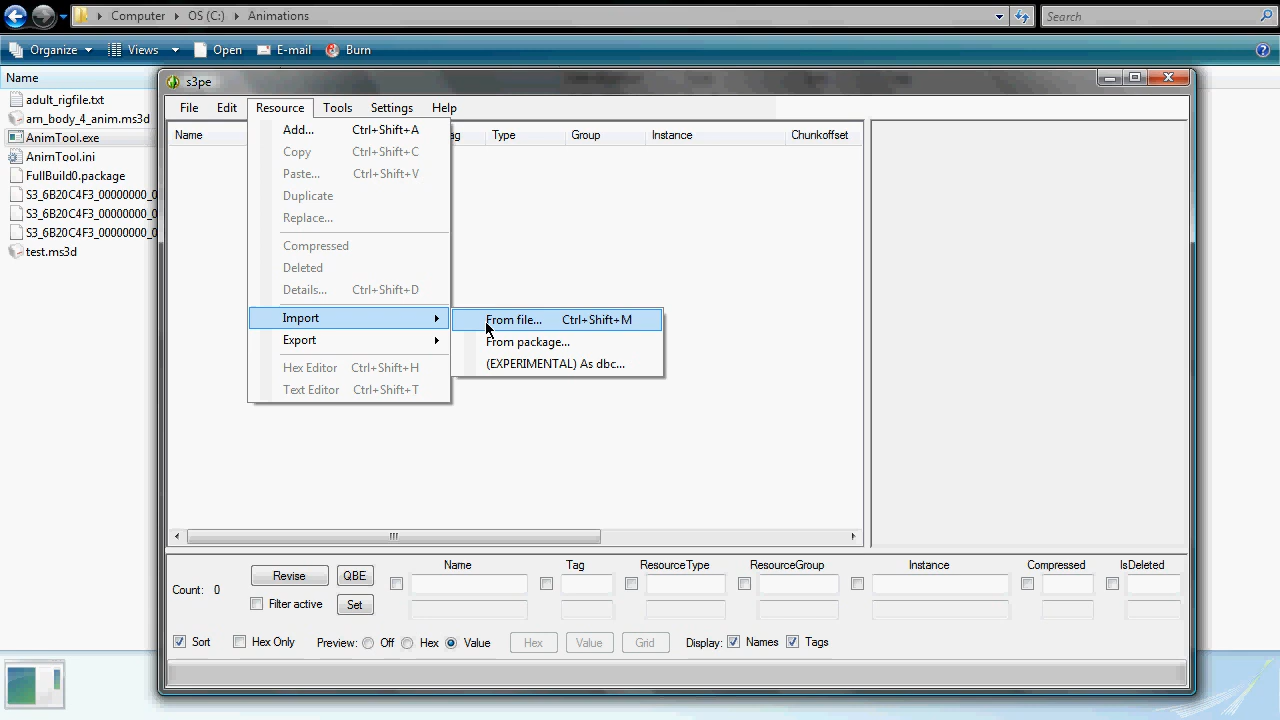 Computer ▸ OS (C:) ▸ Animations
Search
Organize Views Open E-mail Burn
Name
adult_rigfile.txt
am_body_4_anim.ms3d
AnimTool.exe
AnimTool.ini
FullBuild0.package
S3_6B20C4F3_00000000_0
S3_6B20C4F3_00000000_0
S3_6B20C4F3_00000000_0
test.ms3d
s3pe
File Edit Resource Tools Settings Help
Name ag Type Group Instance Chunkoffset
Add... Ctrl+Shift+A
Copy Ctrl+Shift+C
Paste... Ctrl+Shift+V
Duplicate
Replace...
Compressed
Deleted
Details... Ctrl+Shift+D
Import
Export
Hex Editor Ctrl+Shift+H
Text Editor Ctrl+Shift+T
From file... Ctrl+Shift+M
From package...
(EXPERIMENTAL) As dbc...
Name Tag ResourceType ResourceGroup Instance Compressed IsDeleted
Count: 0 Revise QBE
Filter active Set
Sort Hex Only Preview: Off Hex Value Hex Value Grid Display: Names Tags